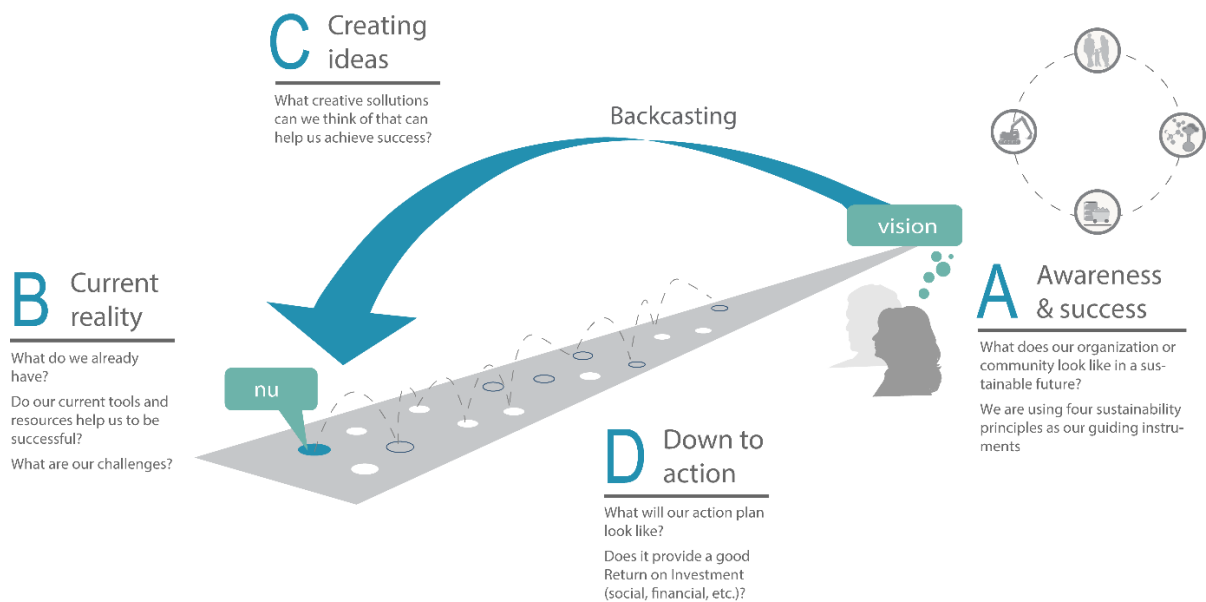 C Creating
ideas
What creative sollutions
can we think of that can
help us achieve success?
Backcasting
vision
A Awareness
& success
What does our organization or
community look like in a sus-
tainable future?
We are using four sustainability
principles as our guiding instru-
ments
B Current
reality
What do we already
have?
Do our current tools and
resources help us to be
successful?
What are our challenges?
nu
D Down to
action
What will our action plan
look like?
Does it provide a good
Return on Investment
(social, financial, etc.)?